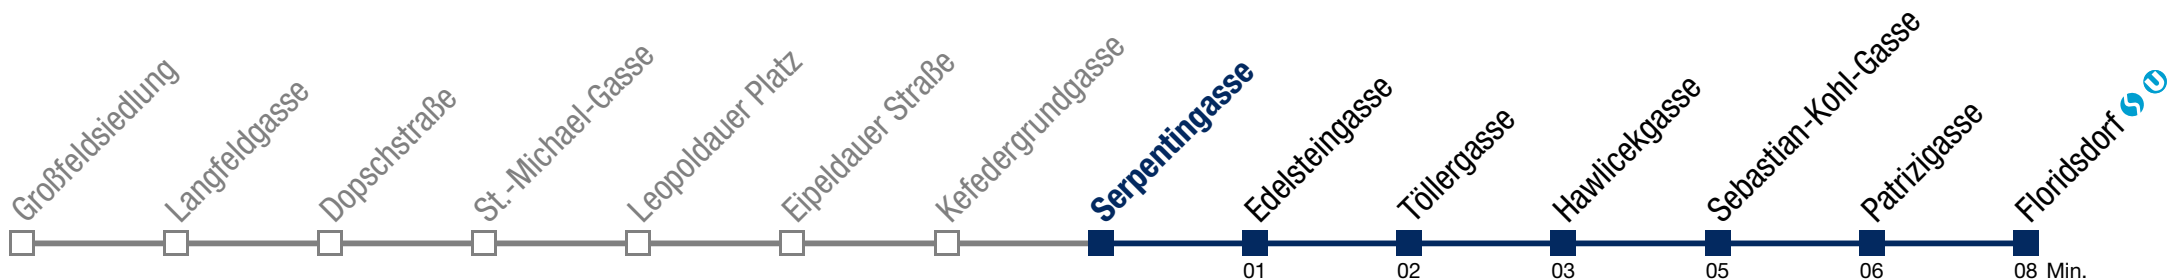 Großfeldsiedlung
Langfeldgasse
Dopschstraße
St.-Michael-Gasse
Leopoldauer Platz
Eipeldauer Straße
Kefedergrundgasse
Serpentingasse
Edelsteingasse
Töllergasse
Hawlicekgasse
Sebastian-Kohl-Gasse
Patrizigasse
Floridsdorf S U
01 02 03 05 06 08 Min.